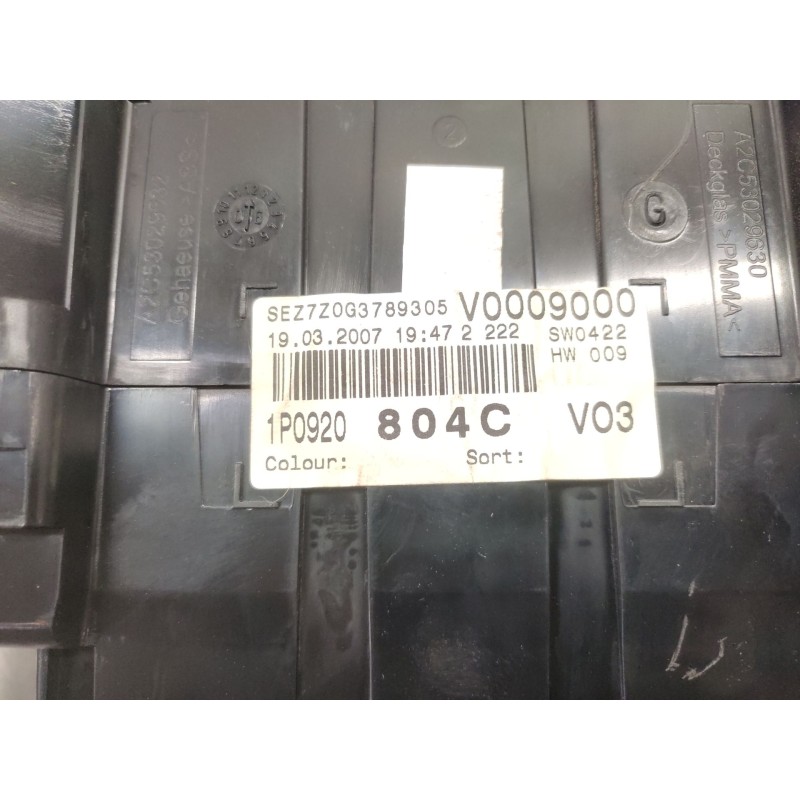 SEZ7Z0G3789305 V0009000
19.03.2007 19:47 2 222 SW0422
HW 009
1P0920 804C V03
Colour: Sort:
A2C53029630
Deckglas >PMMA<
G
Gehaeuse